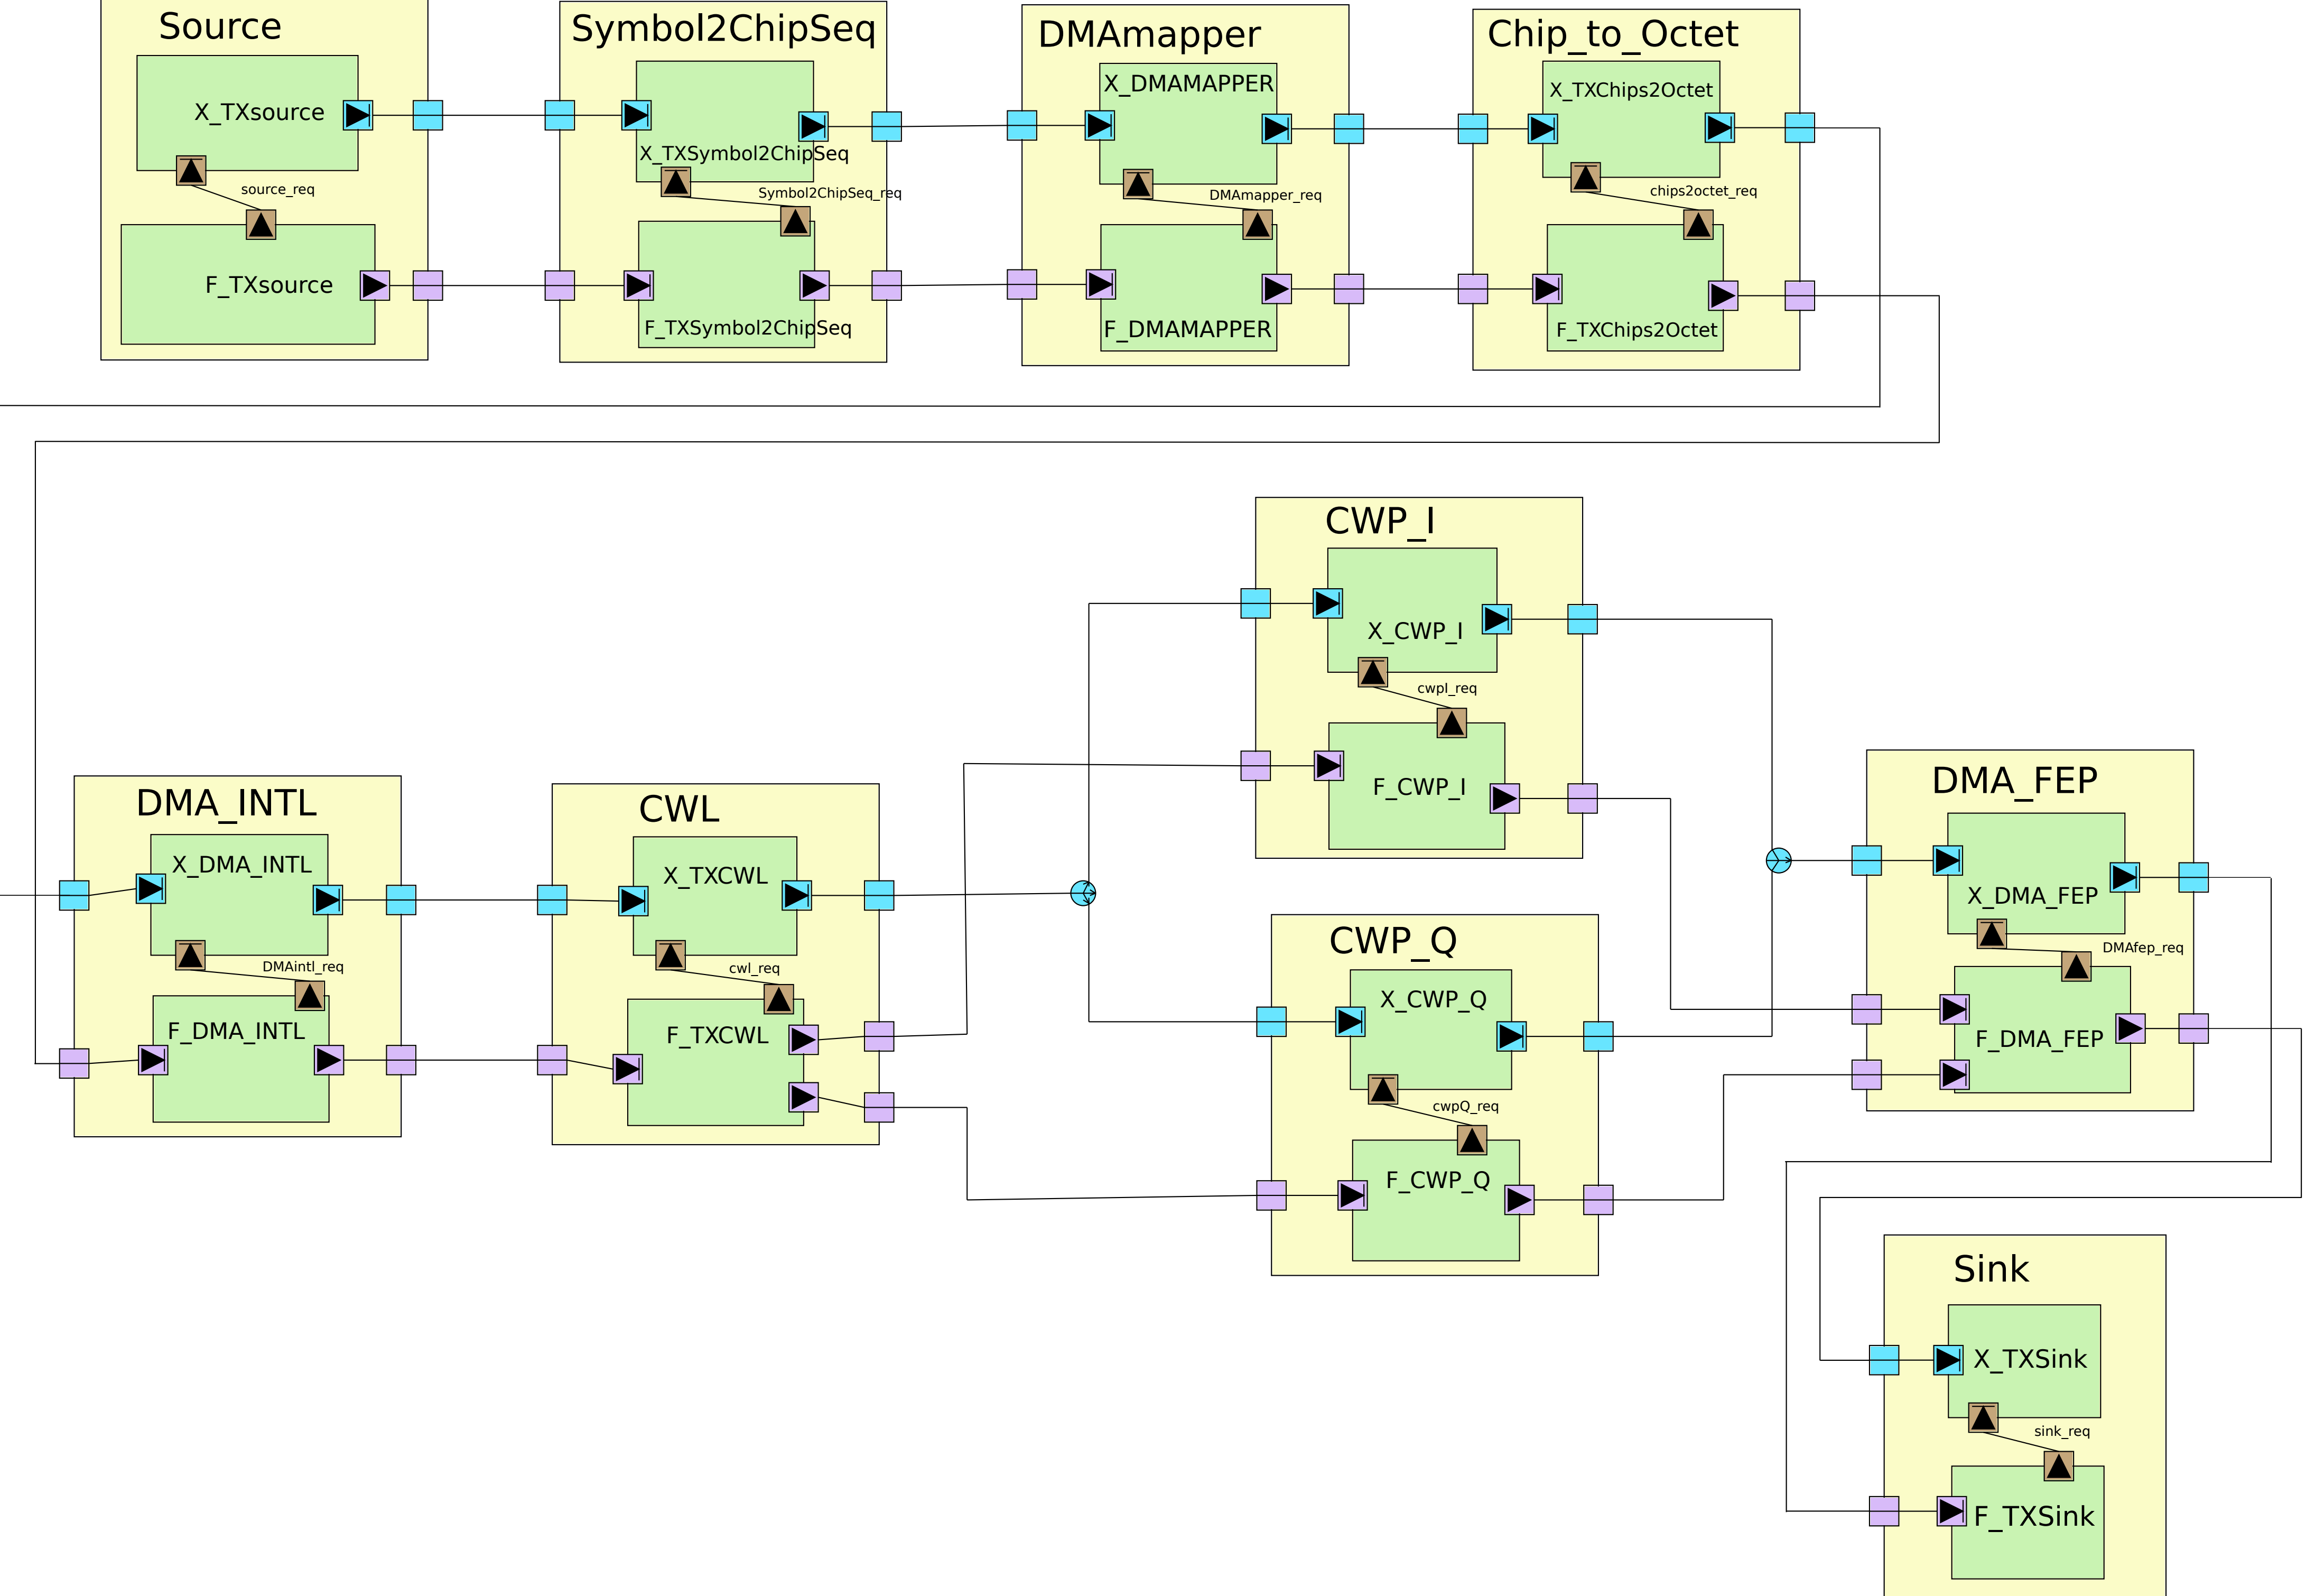 Source
X_TXsource
source_req
F_TXsource
Symbol2ChipSeq
X_TXSymbol2ChipSeq
Symbol2ChipSeq_req
F_TXSymbol2ChipSeq
DMAmapper
X_DMAMAPPER
DMAmapper_req
F_DMAMAPPER
Chip_to_Octet
X_TXChips2Octet
chips2octet_req
F_TXChips2Octet
DMA_INTL
X_DMA_INTL
DMAintl_req
F_DMA_INTL
CWL
X_TXCWL
cwl_req
F_TXCWL
CWP_I
X_CWP_I
cwpI_req
F_CWP_I
CWP_Q
X_CWP_Q
cwpQ_req
F_CWP_Q
DMA_FEP
X_DMA_FEP
DMAfep_req
F_DMA_FEP
Sink
X_TXSink
sink_req
F_TXSink